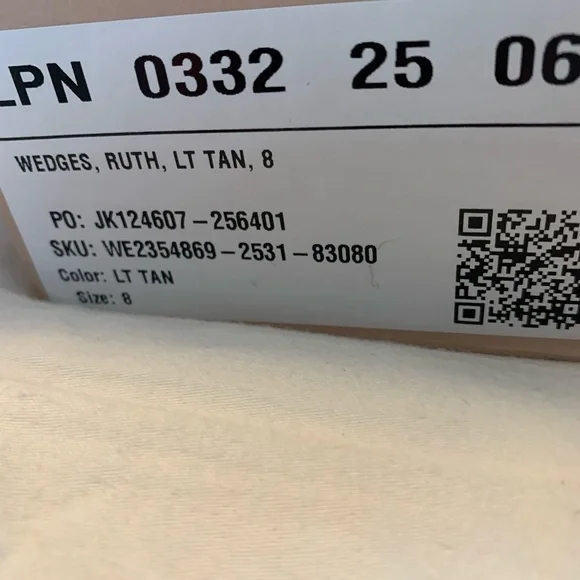 LPN 0332 25 06
WEDGES, RUTH, LT TAN, 8
PO: JK124607-256401
SKU: WE2354869-2531-83080
Color: LT TAN
Size: 8